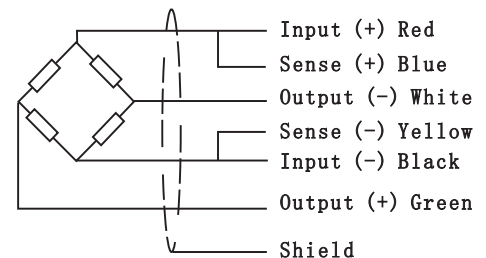 Input (+) Red
Sense (+) Blue
Output (-) White
Sense (-) Yellow
Input (-) Black
Output (+) Green
Shield